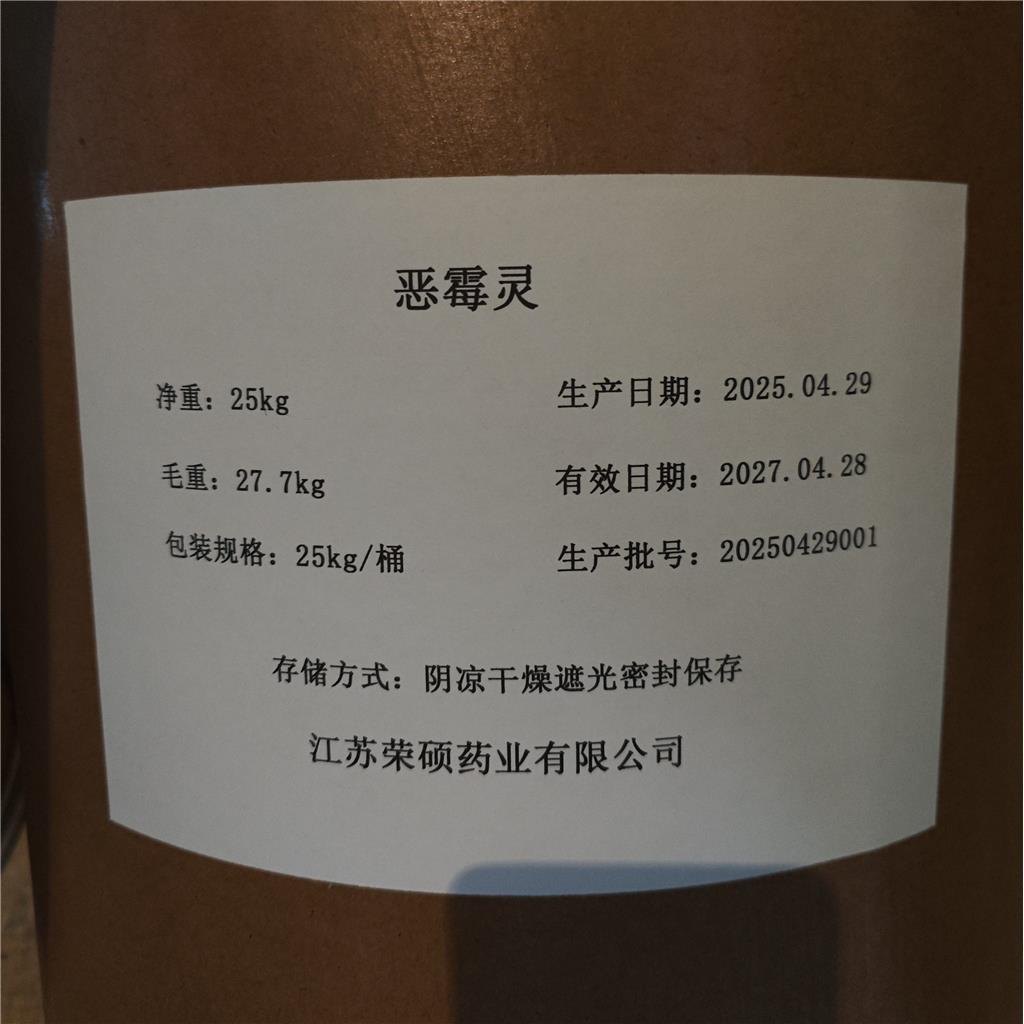 恶霉灵
净重：25kg 生产日期：2025.04.29
毛重：27.7kg 有效日期：2027.04.28
包装规格：25kg/桶 生产批号：20250429001
存储方式：阴凉干燥遮光密封保存
江苏荣硕药业有限公司